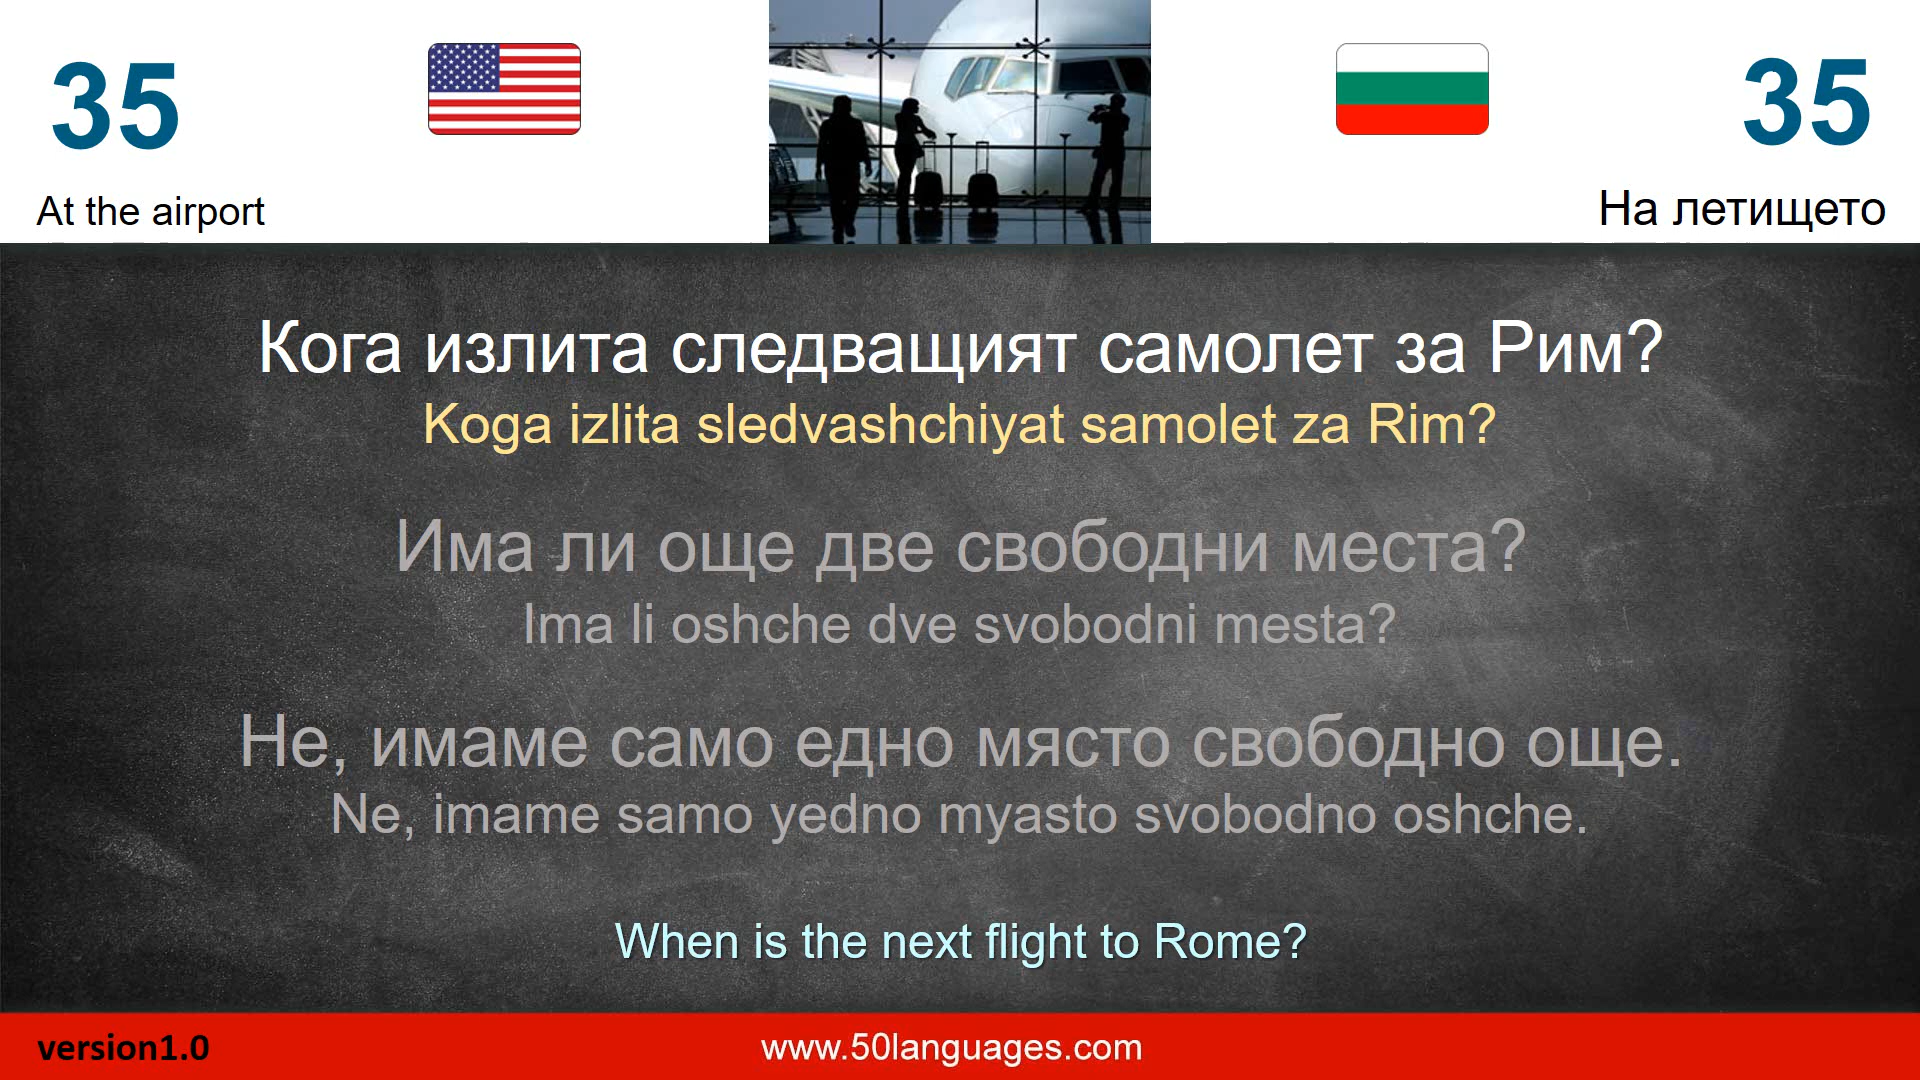 35
35
At the airport
На летището
Кога излита следващият самолет за Рим?
Koga izlita sledvashchiyat samolet za Rim?
Има ли още две свободни места?
Ima li oshche dve svobodni mesta?
Не, имаме само едно място свободно още.
Ne, imame samo yedno myasto svobodno oshche.
When is the next flight to Rome?
version1.0
www.50languages.com